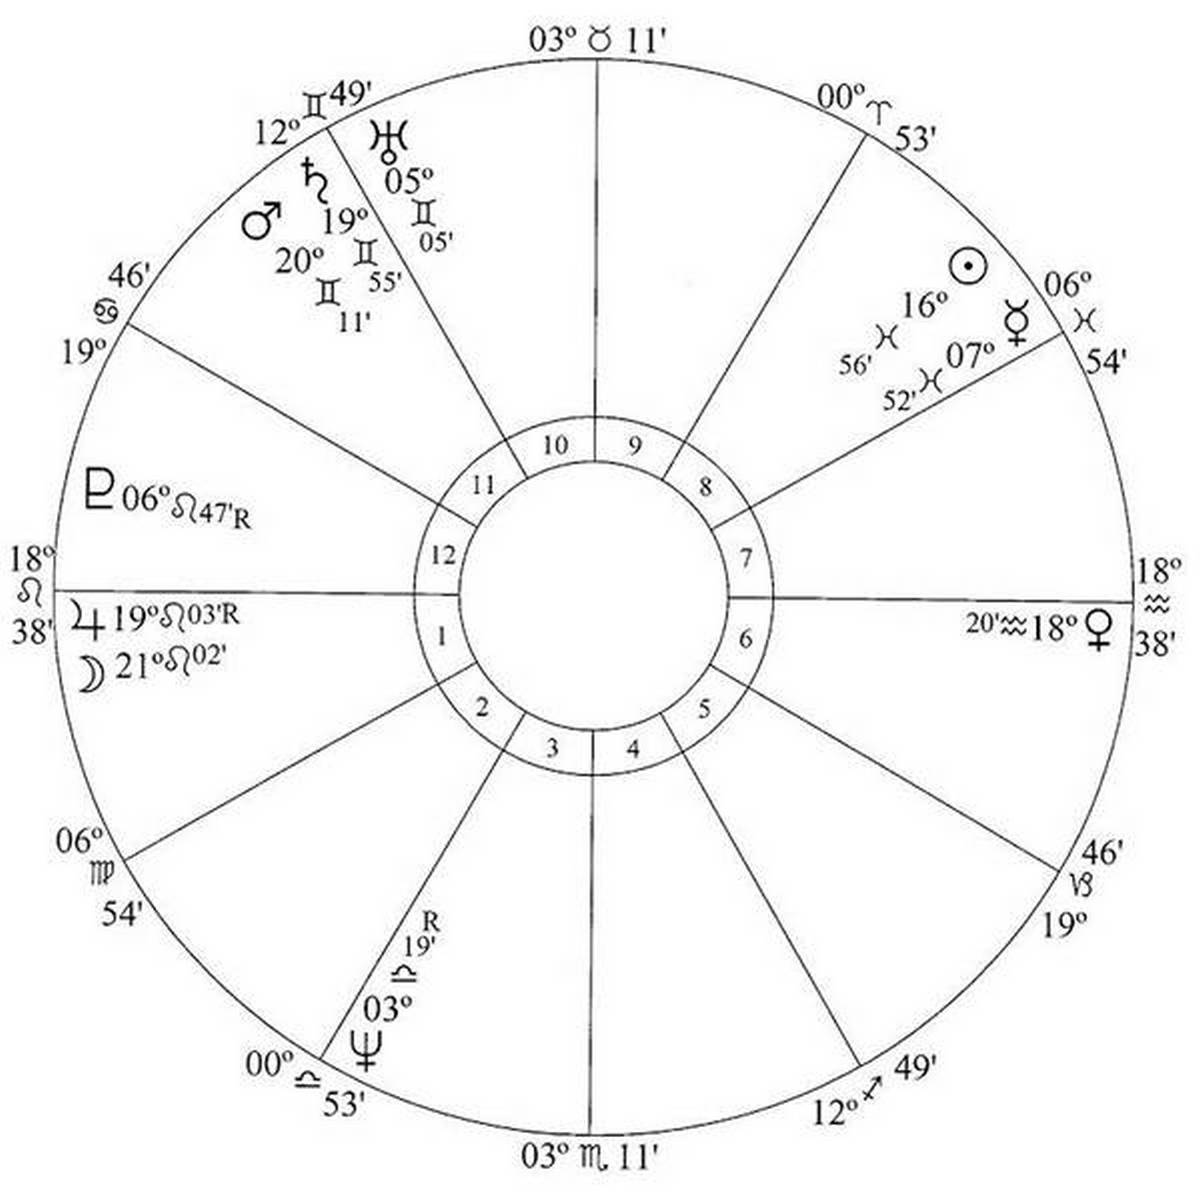 03º ♉ 11'
00º ♈ 53'
12º ♊ 49'
♅ 05º ♊ 05'
♄ 19º ♊ 55'
♂ 20º ♊ 11'
☉ 16º ♓ 56'
☿ 07º ♓ 52'
06º ♓ 54'
46' ♋ 19º
10 9
11 8
12 7
1 6
2 5
3 4
♇ 06º ♌ 47' R
18º ♌ 38'
♃ 19º ♌ 03' R
☽ 21º ♌ 02'
20' ♒ 18º ♀
18º ♒ 38'
06º ♍ 54'
46' ♑ 19º
R 19' ♎ 03º ♆
00º ♎ 53'
12º ♐ 49'
03º ♏ 11'